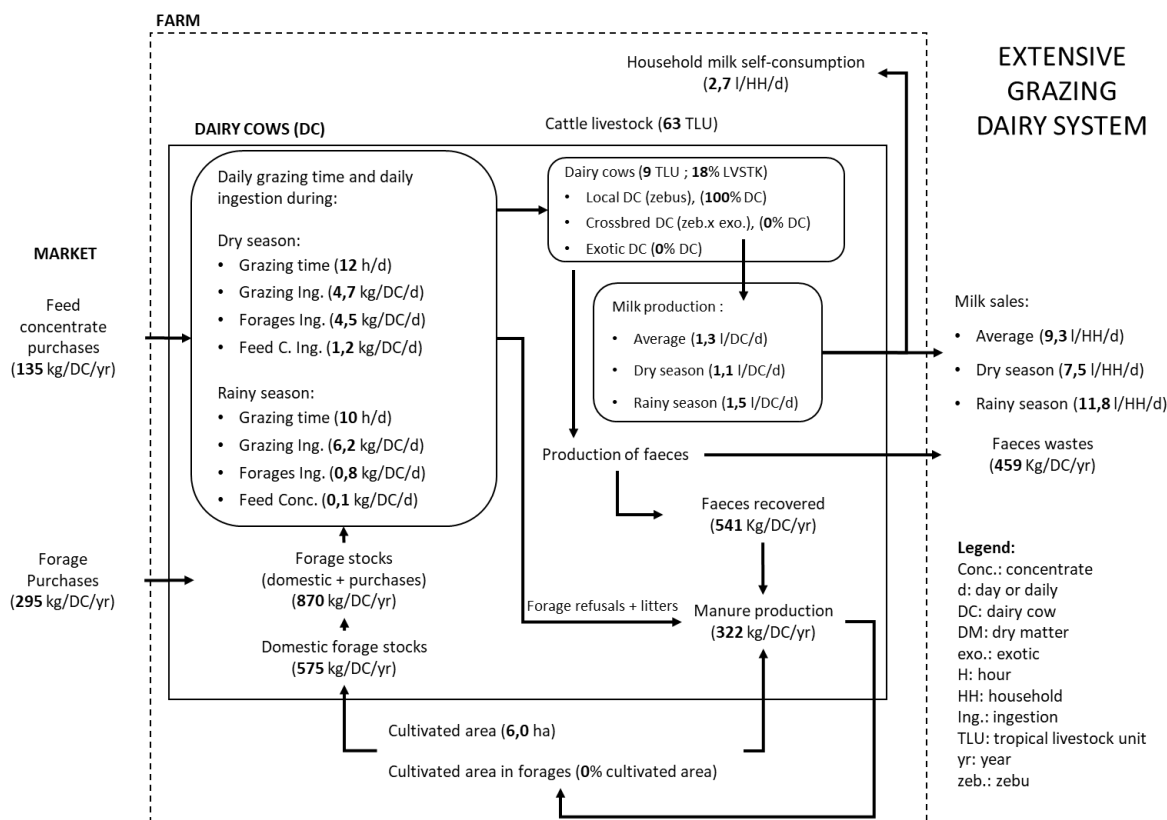 FARM
EXTENSIVE
GRAZING
DAIRY SYSTEM
Household milk self-consumption
(2,7 l/HH/d)
DAIRY COWS (DC)
Cattle livestock (63 TLU)
Daily grazing time and daily
ingestion during:
Dry season:
• Grazing time (12 h/d)
• Grazing Ing. (4,7 kg/DC/d)
• Forages Ing. (4,5 kg/DC/d)
• Feed C. Ing. (1,2 kg/DC/d)
Rainy season:
• Grazing time (10 h/d)
• Grazing Ing. (6,2 kg/DC/d)
• Forages Ing. (0,8 kg/DC/d)
• Feed Conc. (0,1 kg/DC/d)
Dairy cows (9 TLU ; 18% LVSTK)
• Local DC (zebus), (100% DC)
• Crossbred DC (zeb.x exo.), (0% DC)
• Exotic DC (0% DC)
MARKET
Feed
concentrate
purchases
(135 kg/DC/yr)
Milk production :
• Average (1,3 l/DC/d)
• Dry season (1,1 l/DC/d)
• Rainy season (1,5 l/DC/d)
Milk sales:
• Average (9,3 l/HH/d)
• Dry season (7,5 l/HH/d)
• Rainy season (11,8 l/HH/d)
Production of faeces
Faeces wastes
(459 Kg/DC/yr)
Faeces recovered
(541 Kg/DC/yr)
Forage
Purchases
(295 kg/DC/yr)
Forage stocks
(domestic + purchases)
(870 kg/DC/yr)
Forage refusals + litters
Manure production
(322 kg/DC/yr)
Domestic forage stocks
(575 kg/DC/yr)
Cultivated area (6,0 ha)
Cultivated area in forages (0% cultivated area)
Legend:
Conc.: concentrate
d: day or daily
DC: dairy cow
DM: dry matter
exo.: exotic
H: hour
HH: household
Ing.: ingestion
TLU: tropical livestock unit
yr: year
zeb.: zebu